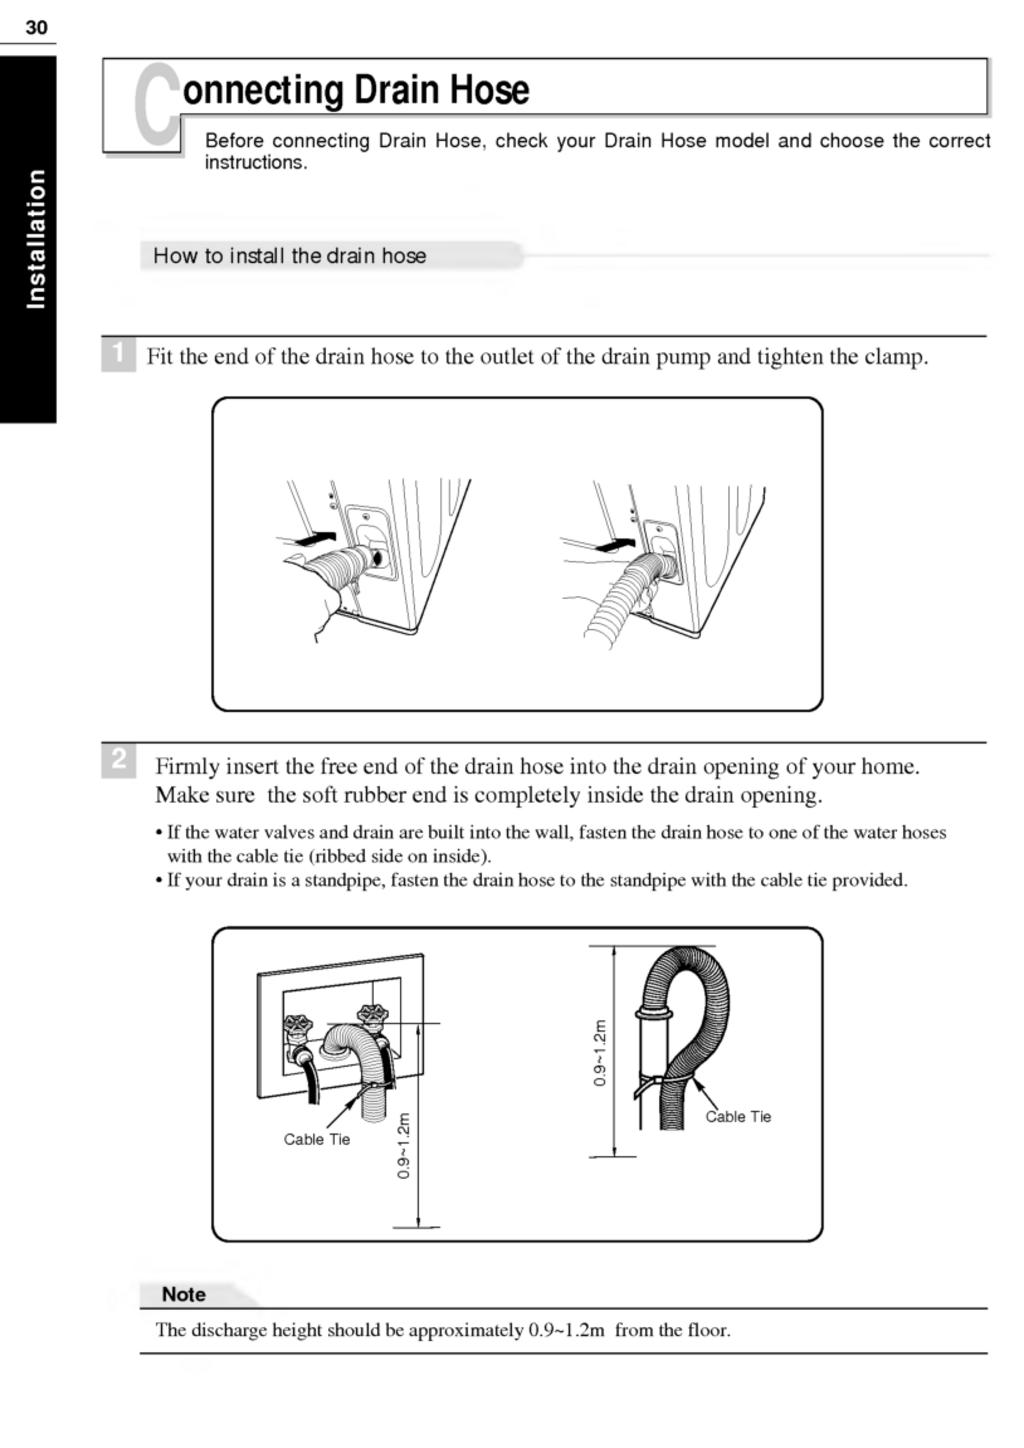 30
Installation
Connecting Drain Hose
Before connecting Drain Hose, check your Drain Hose model and choose the correct
instructions.
How to install the drain hose
1 Fit the end of the drain hose to the outlet of the drain pump and tighten the clamp.
2 Firmly insert the free end of the drain hose into the drain opening of your home.
Make sure the soft rubber end is completely inside the drain opening.
• If the water valves and drain are built into the wall, fasten the drain hose to one of the water hoses
with the cable tie (ribbed side on inside).
• If your drain is a standpipe, fasten the drain hose to the standpipe with the cable tie provided.
Cable Tie
0.9~1.2m
0.9~1.2m
Cable Tie
Note
The discharge height should be approximately 0.9~1.2m from the floor.